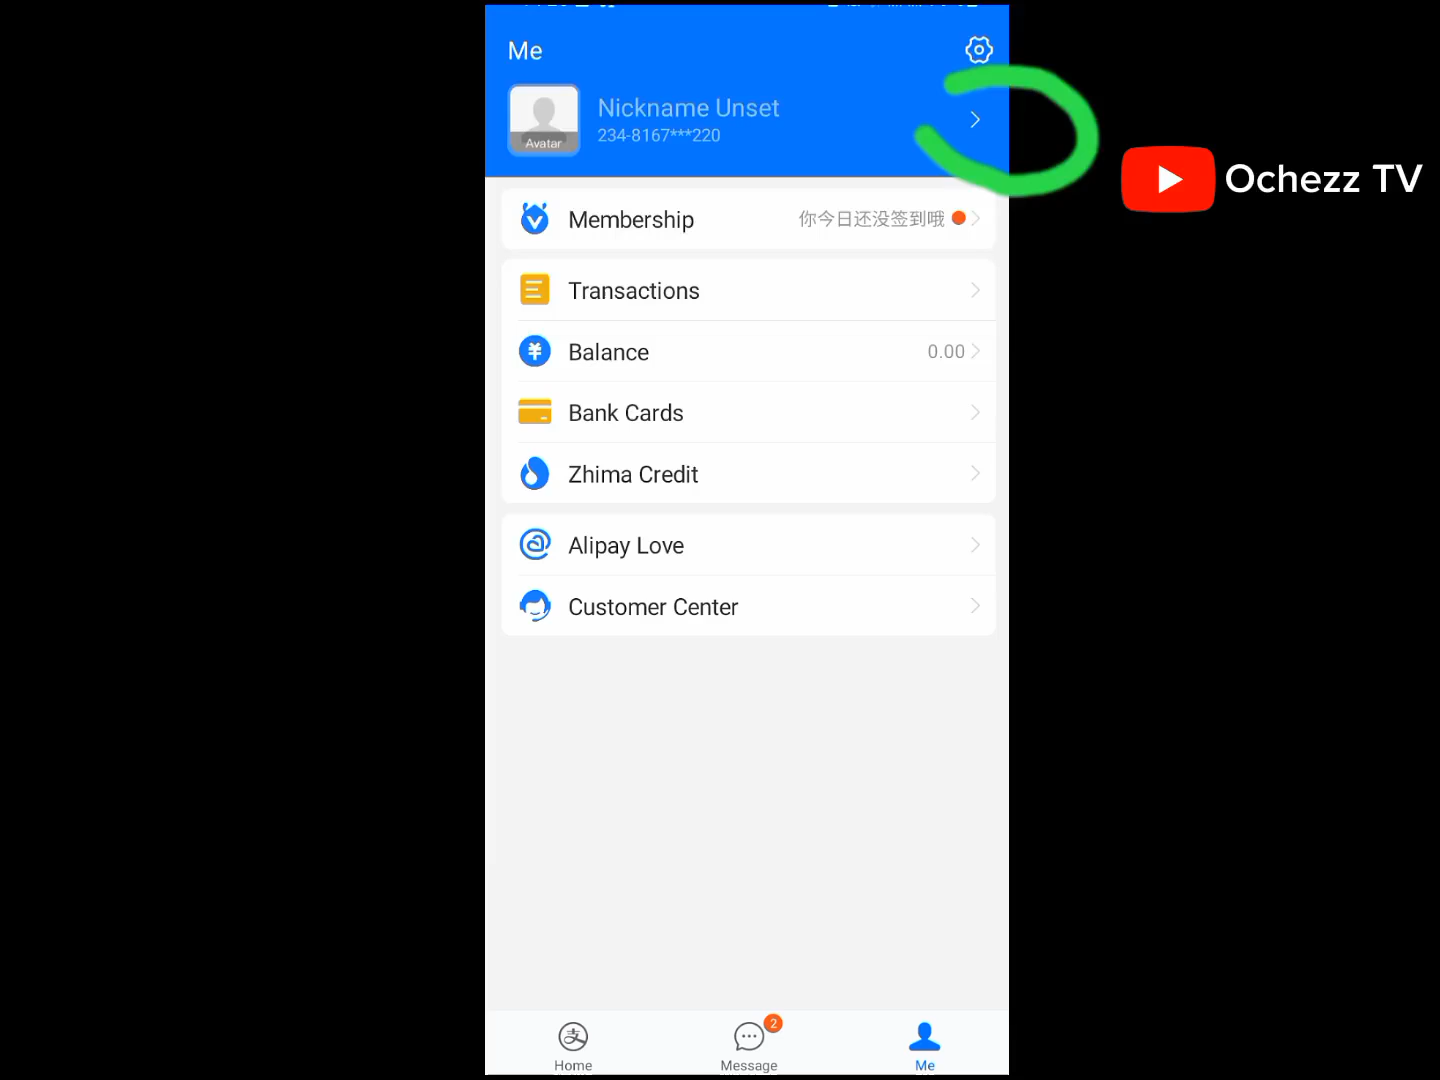 Me
Avatar
Nickname Unset
234-8167***220
Ochezz TV
Membership 你今日还没签到哦
Transactions
Balance 0.00
Bank Cards
Zhima Credit
Alipay Love
Customer Center
2
Home Message Me